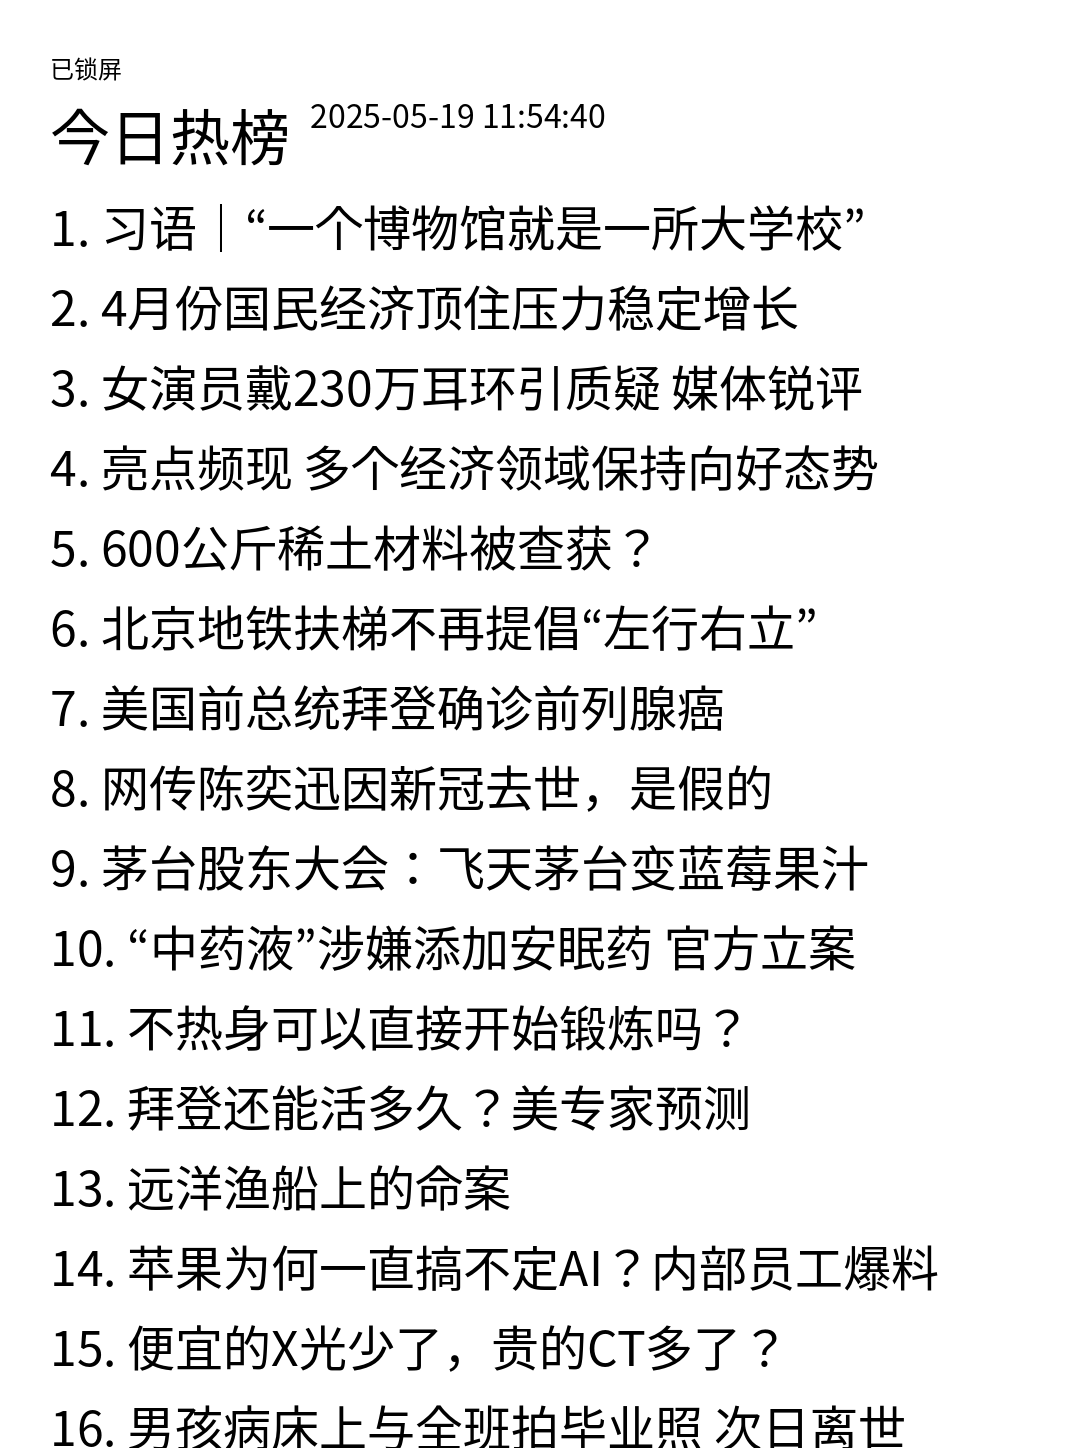 已锁屏
今日热榜 2025-05-19 11:54:40
1. 习语｜“一个博物馆就是一所大学校”
2. 4月份国民经济顶住压力稳定增长
3. 女演员戴230万耳环引质疑 媒体锐评
4. 亮点频现 多个经济领域保持向好态势
5. 600公斤稀土材料被查获？
6. 北京地铁扶梯不再提倡“左行右立”
7. 美国前总统拜登确诊前列腺癌
8. 网传陈奕迅因新冠去世，是假的
9. 茅台股东大会：飞天茅台变蓝莓果汁
10. “中药液”涉嫌添加安眠药 官方立案
11. 不热身可以直接开始锻炼吗？
12. 拜登还能活多久？美专家预测
13. 远洋渔船上的命案
14. 苹果为何一直搞不定AI？内部员工爆料
15. 便宜的X光少了，贵的CT多了？
16. 男孩病床上与全班拍毕业照 次日离世